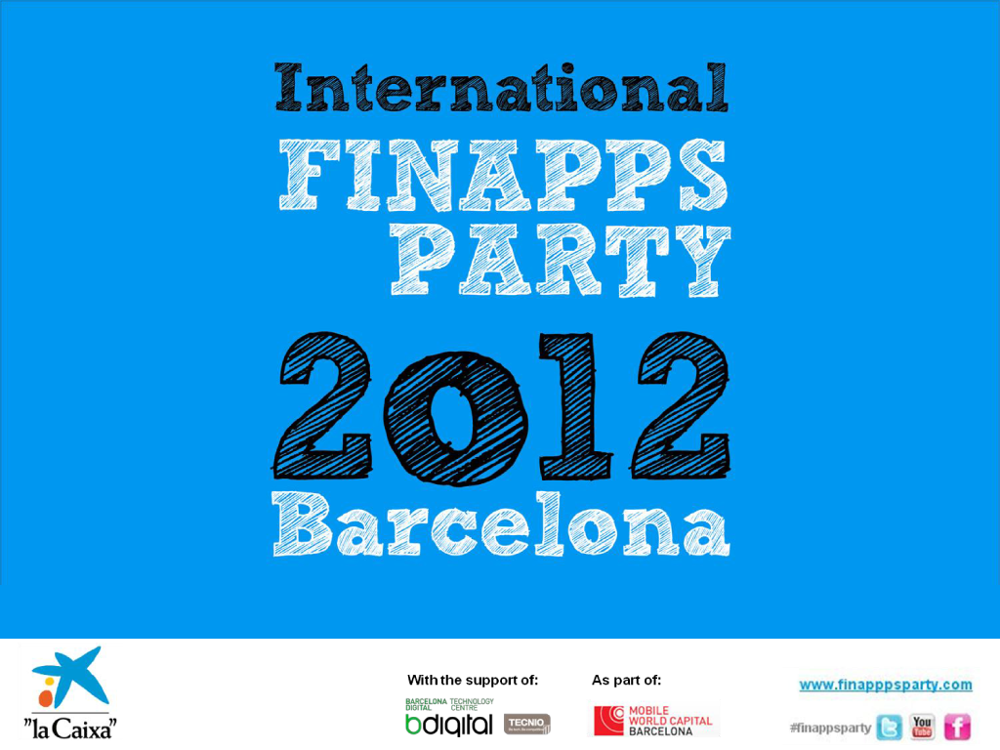 International
FINAPPS
PARTY
2012
Barcelona
"la Caixa"
With the support of:
BARCELONA TECHNOLOGY
DIGITAL CENTRE
bdigital
TECNIO
As part of:
MOBILE
WORLD CAPITAL
BARCELONA
www.finapppsparty.com
#finappsparty
You
Tube